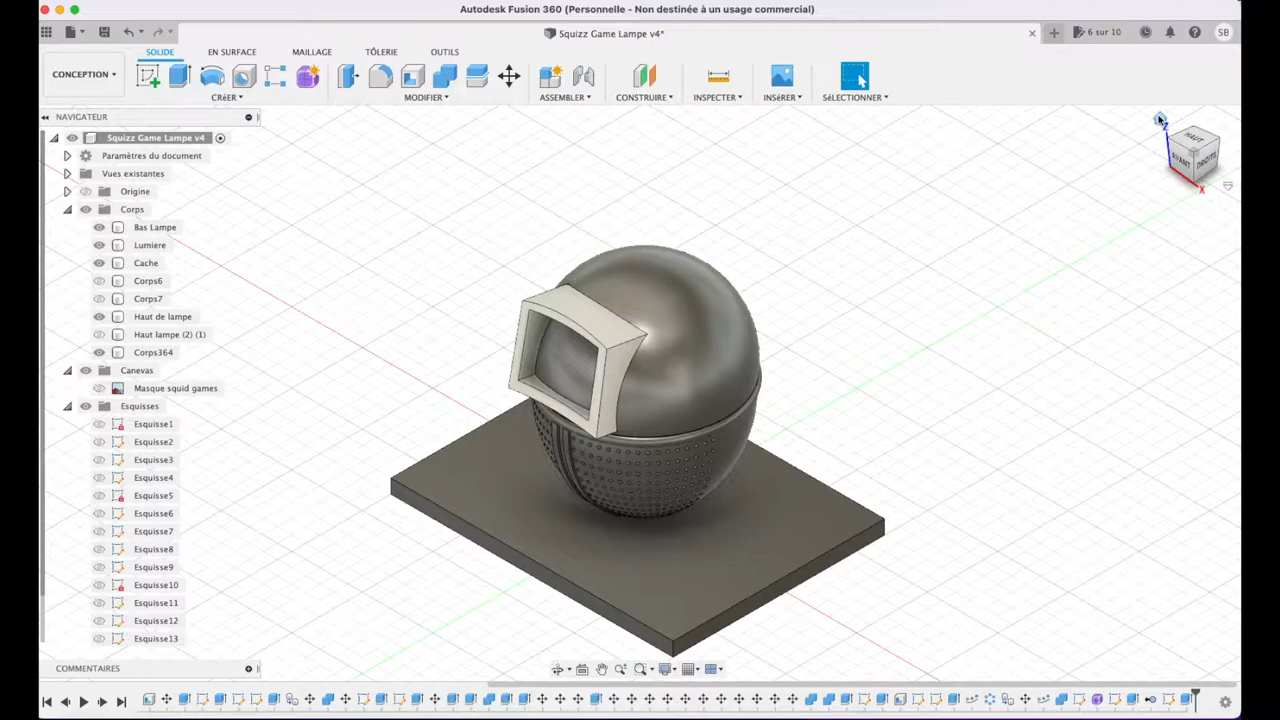 Autodesk Fusion 360 (Personnelle - Non destinée à un usage commercial)
Squizz Game Lampe v4*
6 sur 10
SB
SOLIDE
EN SURFACE
MAILLAGE
TÔLERIE
OUTILS
CONCEPTION
CRÉER
MODIFIER
ASSEMBLER
CONSTRUIRE
INSPECTER
INSÉRER
SÉLECTIONNER
NAVIGATEUR
Squizz Game Lampe v4
Paramètres du document
Vues existantes
Origine
Corps
Bas Lampe
Lumiere
Cache
Corps6
Corps7
Haut de lampe
Haut lampe (2) (1)
Corps364
Canevas
Masque squid games
Esquisses
Esquisse1
Esquisse2
Esquisse3
Esquisse4
Esquisse5
Esquisse6
Esquisse7
Esquisse8
Esquisse9
Esquisse10
Esquisse11
Esquisse12
Esquisse13
COMMENTAIRES
Z
HAUT
AVANT
DROITE
X